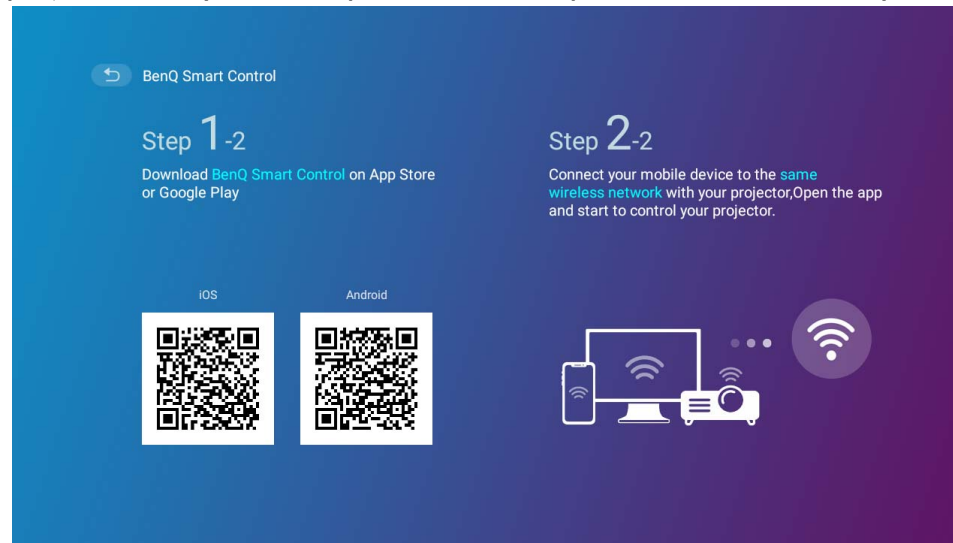 BenQ Smart Control
Step 1-2
Download BenQ Smart Control on App Store
or Google Play
iOS
Android
Step 2-2
Connect your mobile device to the same
wireless network with your projector,Open the app
and start to control your projector.